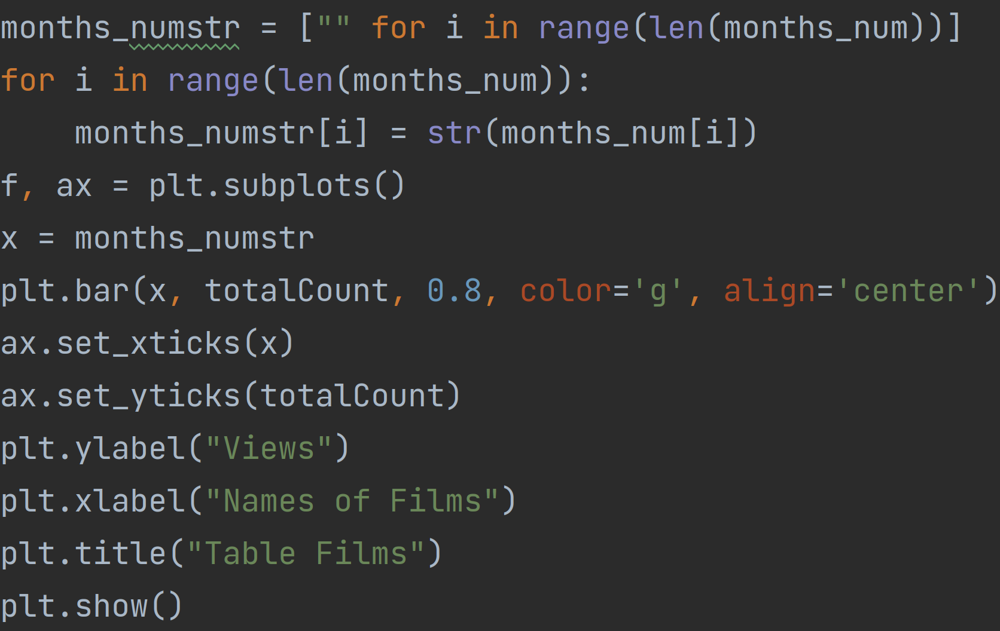 months_numstr = ["" for i in range(len(months_num))]
for i in range(len(months_num)):
    months_numstr[i] = str(months_num[i])
f, ax = plt.subplots()
x = months_numstr
plt.bar(x, totalCount, 0.8, color='g', align='center')
ax.set_xticks(x)
ax.set_yticks(totalCount)
plt.ylabel("Views")
plt.xlabel("Names of Films")
plt.title("Table Films")
plt.show()